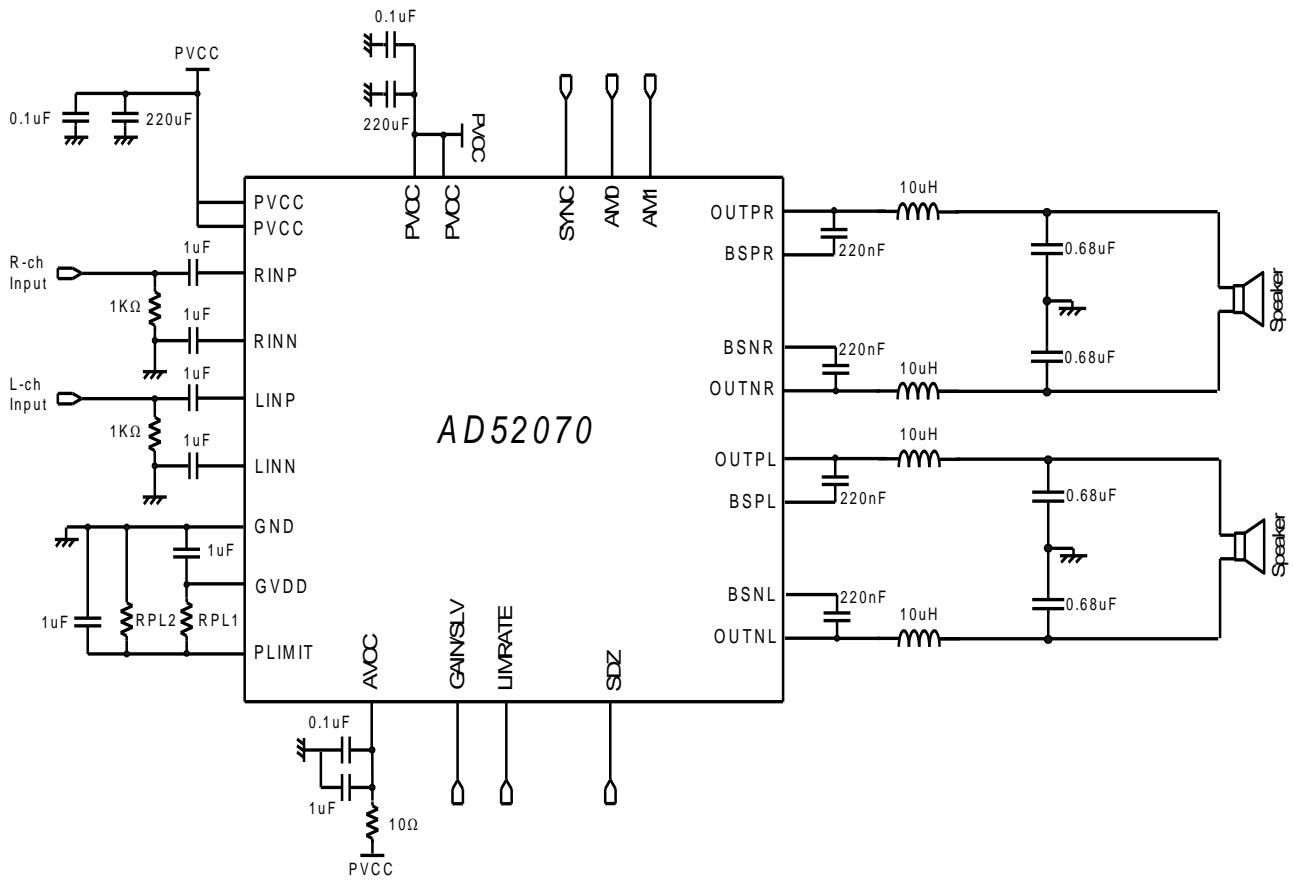 0.1uF
PVCC
0.1uF
220uF
220uF
PVCC
PVCC
PVCC
SYNC
AM0
AM1
PVCC
PVCC
1uF
R-ch
Input
RINP
1KΩ
1uF
RINN
L-ch
Input
1uF
LINP
1KΩ
1uF
LINN
GND
1uF
GVDD
1uF
RPL2
RPL1
PLIMIT
AD52070
OUTPR
10uH
BSPR
220nF
0.68uF
Speaker
BSNR
220nF
0.68uF
OUTNR
10uH
OUTPL
10uH
BSPL
220nF
0.68uF
Speaker
BSNL
220nF
0.68uF
OUTNL
10uH
AVCC
GAIN/SLV
LIMRATE
SDZ
0.1uF
1uF
10Ω
PVCC